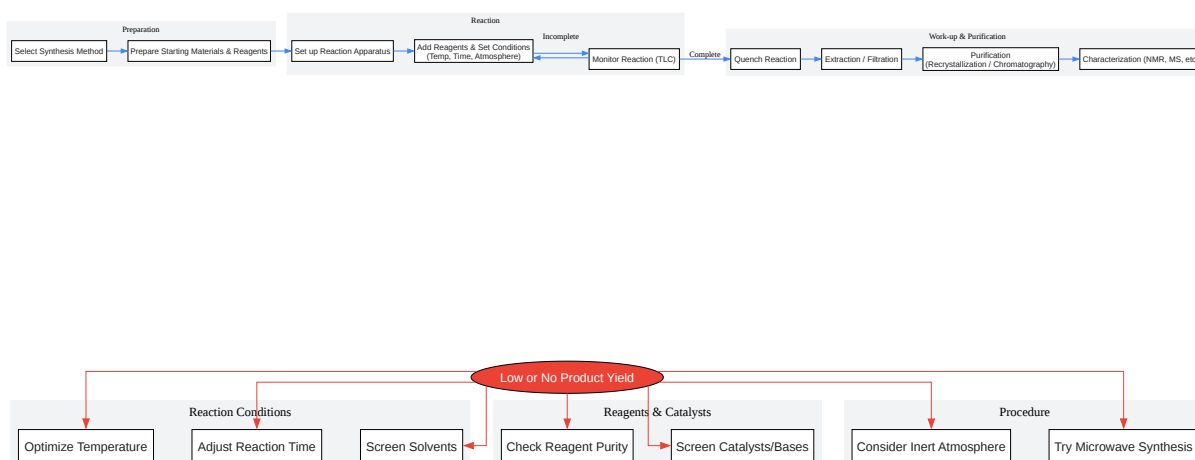 Preparation
Select Synthesis Method
Prepare Starting Materials & Reagents
Reaction
Set up Reaction Apparatus
Add Reagents & Set Conditions
(Temp, Time, Atmosphere)
Incomplete
Monitor Reaction (TLC)
Complete
Work-up & Purification
Quench Reaction
Extraction / Filtration
Purification
(Recrystallization / Chromatography)
Characterization (NMR, MS, etc
Low or No Product Yield
Reaction Conditions
Optimize Temperature
Adjust Reaction Time
Screen Solvents
Reagents & Catalysts
Check Reagent Purity
Screen Catalysts/Bases
Procedure
Consider Inert Atmosphere
Try Microwave Synthesis